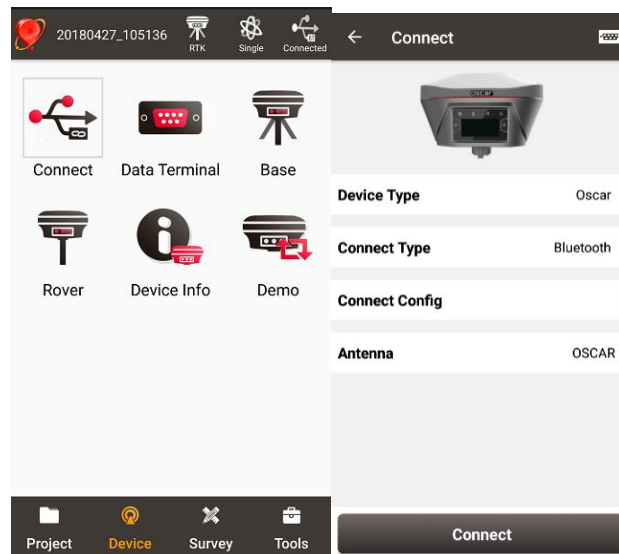 20180427_105136
RTK
Single
Connected
Connect
Data Terminal
Base
Rover
Device Info
Demo
Project
Device
Survey
Tools
Connect
OSCAR
Device Type
Oscar
Connect Type
Bluetooth
Connect Config
Antenna
OSCAR
Connect